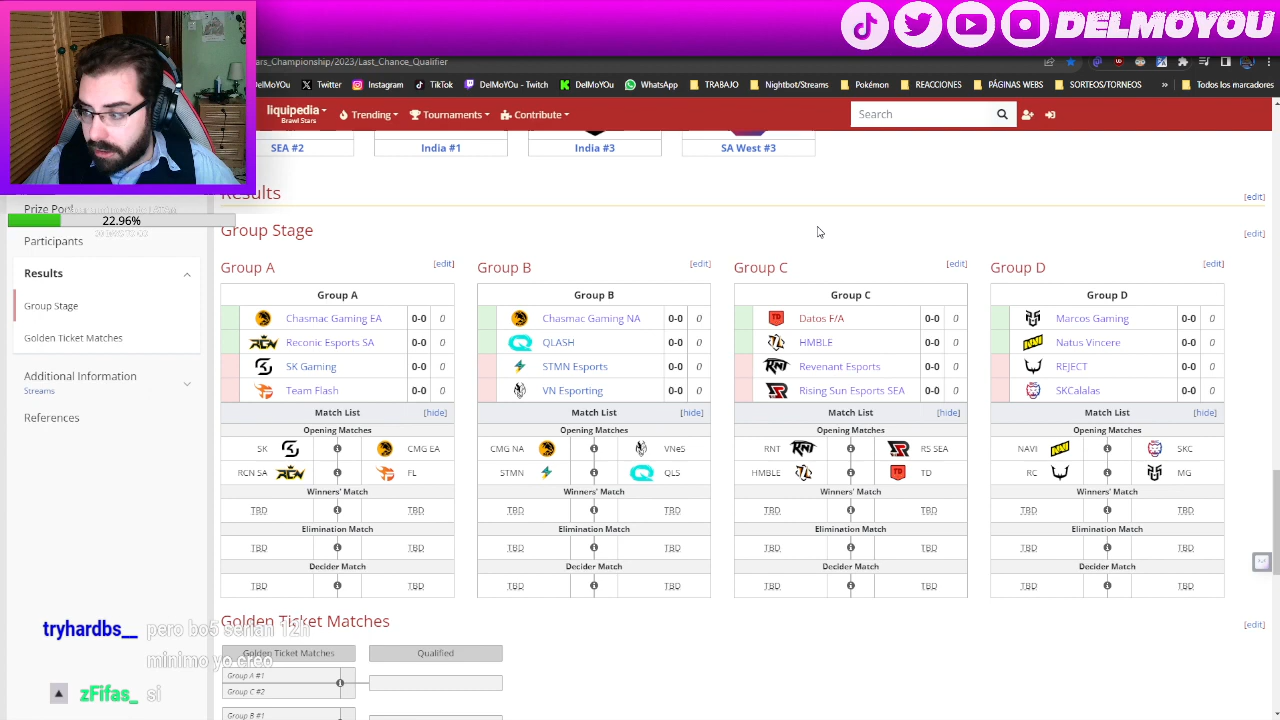 DELMOYOU
ars_Championship/2023/Last_Chance_Qualifier
DelMoYou
Twitter
Instagram
TikTok
DelMoYou - Twitch
DelMoYou
WhatsApp
TRABAJO
Nightbot/Streams
Pokémon
REACCIONES
PÁGINAS WEB
SORTEOS/TORNEOS
»
Todos los marcadores
liquipedia
Brawl Stars
Trending
Tournaments
Contribute
Search
SEA #2
India #1
India #3
SA West #3
Results
[edit]
Prize Pool
22.96%
Participants
Results
Group Stage
Golden Ticket Matches
Additional Information
Streams
References
Group Stage
[edit]
Group A
[edit]
Group A
Chasmac Gaming EA 0-0 0
Reconic Esports SA 0-0 0
SK Gaming 0-0 0
Team Flash 0-0 0
Match List [hide]
Opening Matches
SK CMG EA
RCN SA FL
Winners' Match
TBD TBD
Elimination Match
TBD TBD
Decider Match
TBD TBD
Group B
[edit]
Group B
Chasmac Gaming NA 0-0 0
QLASH 0-0 0
STMN Esports 0-0 0
VN Esporting 0-0 0
Match List [hide]
Opening Matches
CMG NA VNeS
STMN QLS
Winners' Match
TBD TBD
Elimination Match
TBD TBD
Decider Match
TBD TBD
Group C
[edit]
Group C
Datos F/A 0-0 0
HMBLE 0-0 0
Revenant Esports 0-0 0
Rising Sun Esports SEA 0-0 0
Match List [hide]
Opening Matches
RNT RS SEA
HMBLE TD
Winners' Match
TBD TBD
Elimination Match
TBD TBD
Decider Match
TBD TBD
Group D
[edit]
Group D
Marcos Gaming 0-0 0
Natus Vincere 0-0 0
REJECT 0-0 0
SKCalalas 0-0 0
Match List [hide]
Opening Matches
NAVI SKC
RC MG
Winners' Match
TBD TBD
Elimination Match
TBD TBD
Decider Match
TBD TBD
Golden Ticket Matches
[edit]
Golden Ticket Matches Qualified
Group A #1
Group C #2
Group B #1
tryhardbs__ pero bo5 serian 12h
minimo yo creo
zFifas_ si